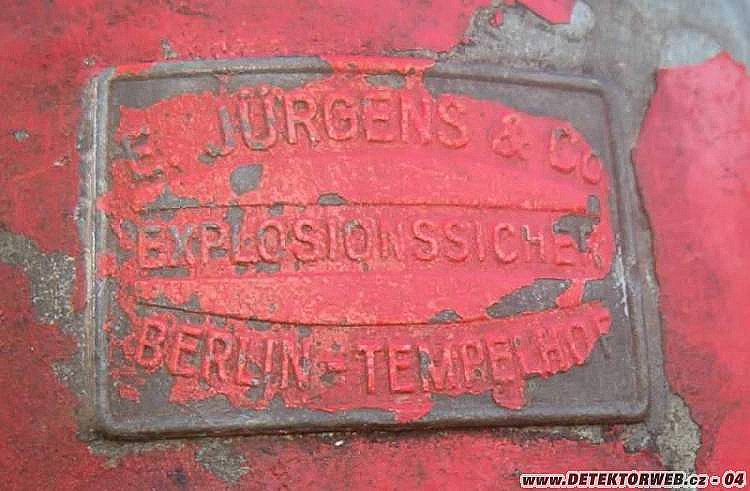 E. JÜRGENS & Co
EXPLOSIONSSICHER
BERLIN-TEMPELHOF
www.DETEKTORWEB.cz - 04